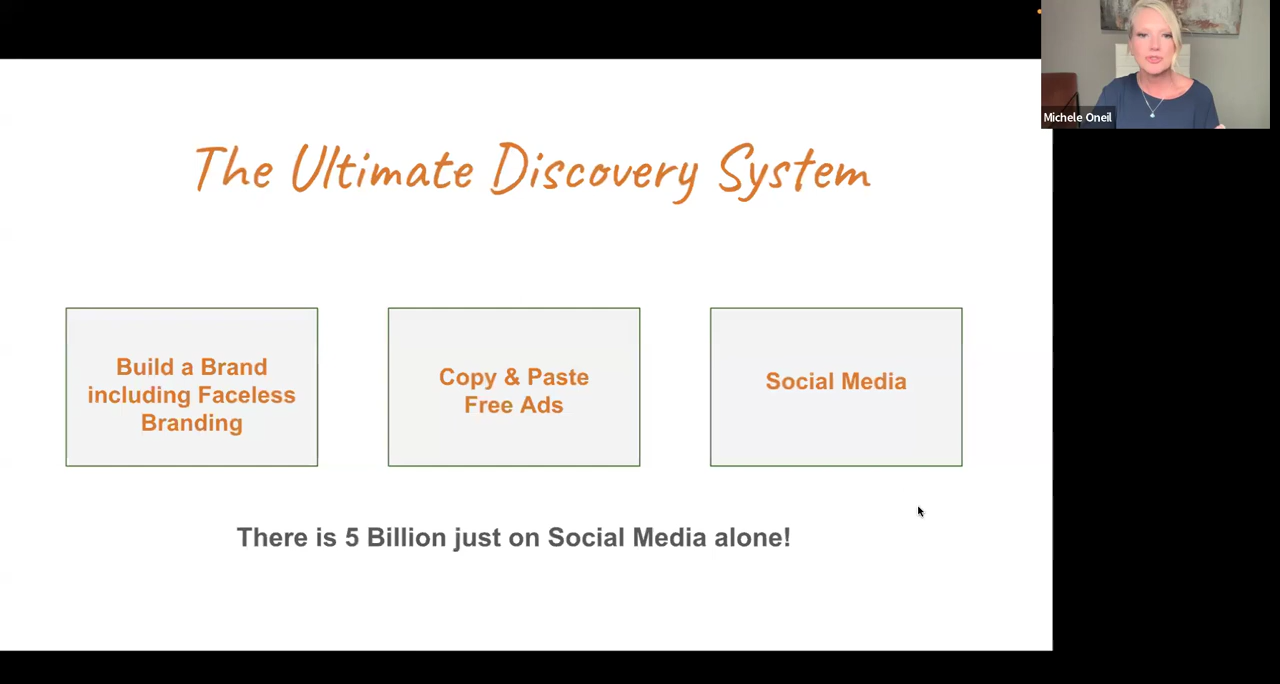 The Ultimate Discovery System
Michele Oneil
Build a Brand
including Faceless
Branding
Copy & Paste
Free Ads
Social Media
There is 5 Billion just on Social Media alone!